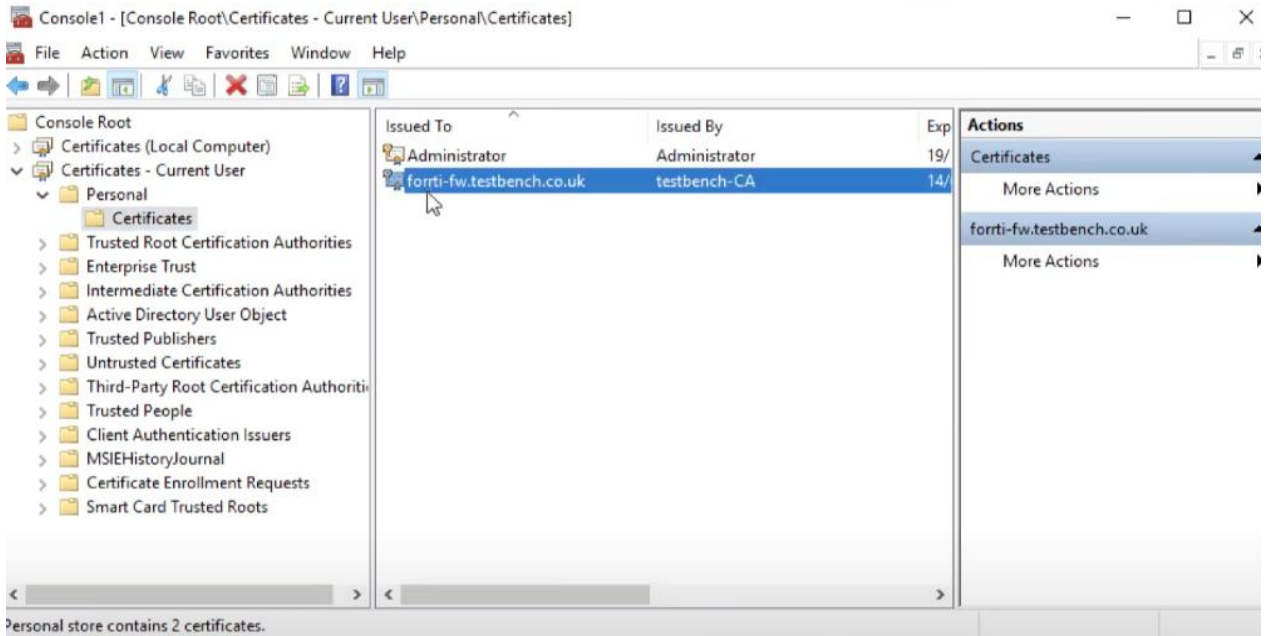 Console1 - [Console Root\Certificates - Current User\Personal\Certificates]
File Action View Favorites Window Help
Console Root
Certificates (Local Computer)
Certificates - Current User
Personal
Certificates
Trusted Root Certification Authorities
Enterprise Trust
Intermediate Certification Authorities
Active Directory User Object
Trusted Publishers
Untrusted Certificates
Third-Party Root Certification Authoriti
Trusted People
Client Authentication Issuers
MSIEHistoryJournal
Certificate Enrollment Requests
Smart Card Trusted Roots
Issued To Issued By Exp
Administrator Administrator 19/
forrti-fw.testbench.co.uk testbench-CA 14/
Actions
Certificates
More Actions
forrti-fw.testbench.co.uk
More Actions
Personal store contains 2 certificates.